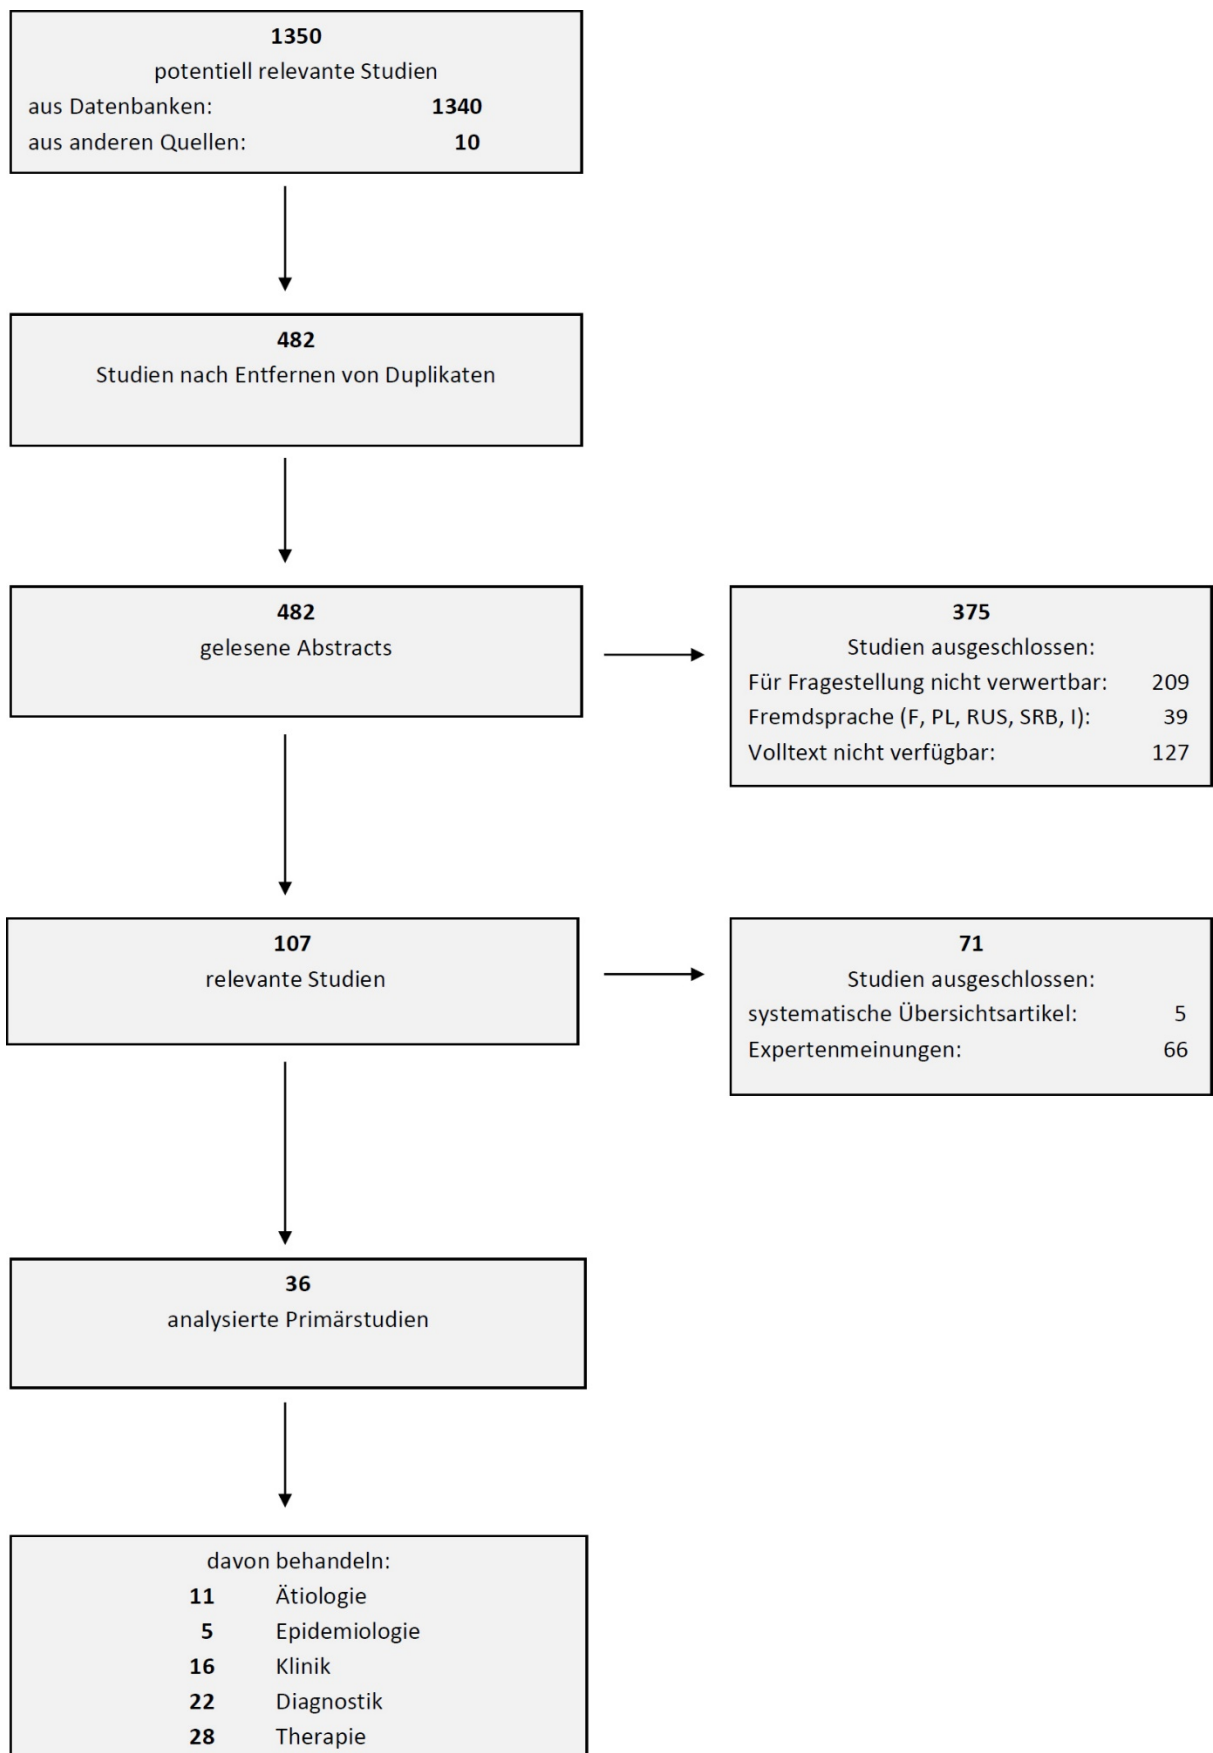 1350
potentiell relevante Studien
aus Datenbanken: 1340
aus anderen Quellen: 10
482
Studien nach Entfernen von Duplikaten
482
gelesene Abstracts
375
Studien ausgeschlossen:
Für Fragestellung nicht verwertbar: 209
Fremdsprache (F, PL, RUS, SRB, I): 39
Volltext nicht verfügbar: 127
107
relevante Studien
71
Studien ausgeschlossen:
systematische Übersichtsartikel: 5
Expertenmeinungen: 66
36
analysierte Primärstudien
davon behandeln:
11 Ätiologie
5 Epidemiologie
16 Klinik
22 Diagnostik
28 Therapie